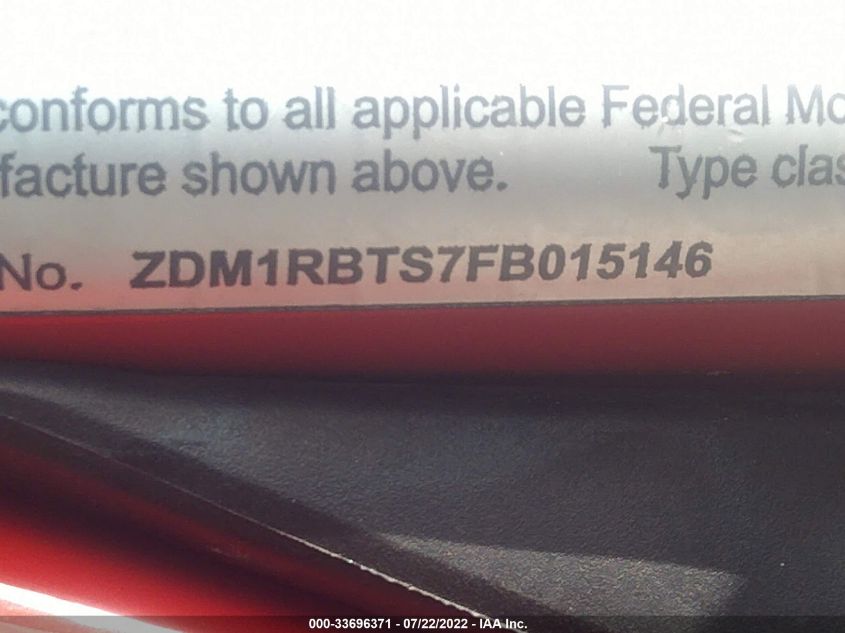 conforms to all applicable Federal Mo
facture shown above. Type clas
No. ZDM1RBTS7FB015146
000-33696371 - 07/22/2022 - IAA Inc.